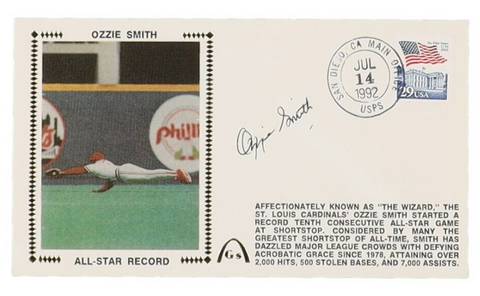 OZZIE SMITH
phillie
ALL-STAR RECORD
Gs
Ozzie Smith
SAN DIEGO, CA MAIN OFFICE
JUL
14
1992
USPS
29 USA
AFFECTIONATELY KNOWN AS "THE WIZARD," THE
ST. LOUIS CARDINALS' OZZIE SMITH STARTED A
RECORD TENTH CONSECUTIVE ALL-STAR GAME
AT SHORTSTOP. CONSIDERED BY MANY THE
GREATEST SHORTSTOP OF ALL-TIME, SMITH HAS
DAZZLED MAJOR LEAGUE CROWDS WITH DEFYING
ACROBATIC GRACE SINCE 1978, ATTAINING OVER
2,000 HITS, 500 STOLEN BASES, AND 7,000 ASSISTS.